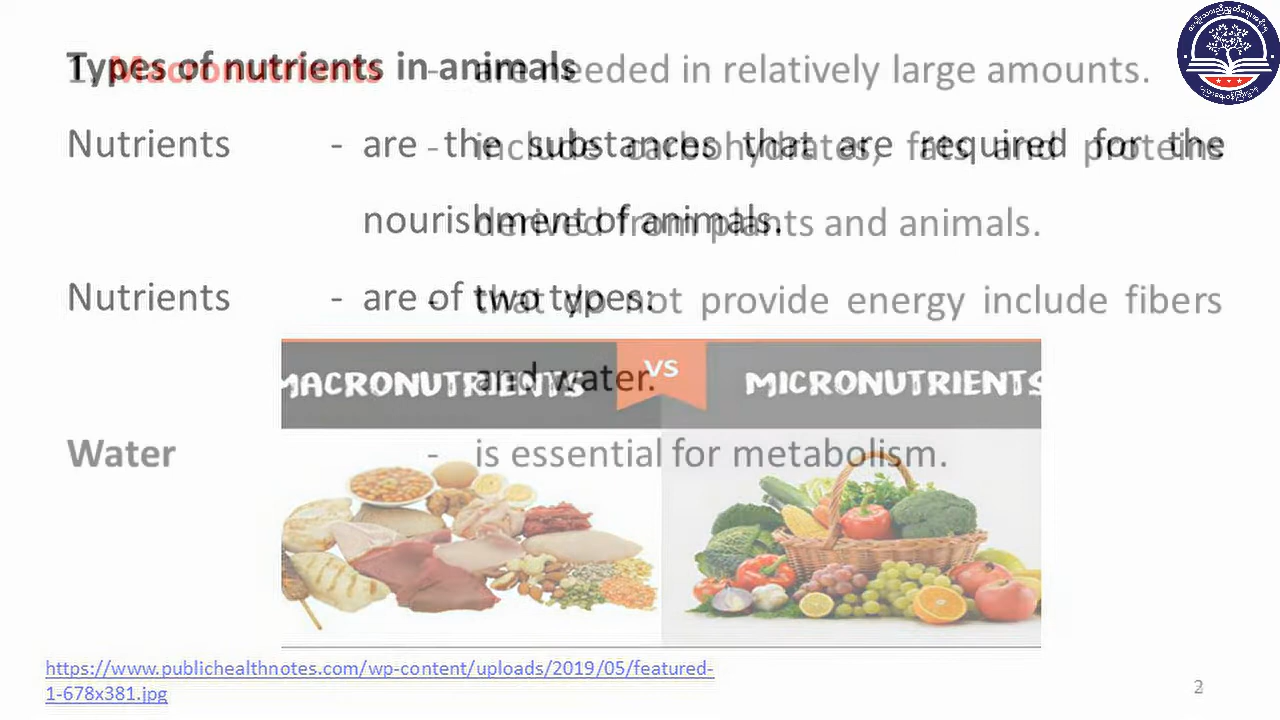 Types of nutrients in animals
Nutrients - are the substances that are required for the
nourishment of animals.
Nutrients - are of two types:
MACRONUTRIENTS VS MICRONUTRIENTS
1. Macronutrients - are needed in relatively large amounts.
- include carbohydrates, fats and proteins
derived from plants and animals.
- that do not provide energy include fibers
and water.
Water - is essential for metabolism.
https://www.publichealthnotes.com/wp-content/uploads/2019/05/featured-
1-678x381.jpg